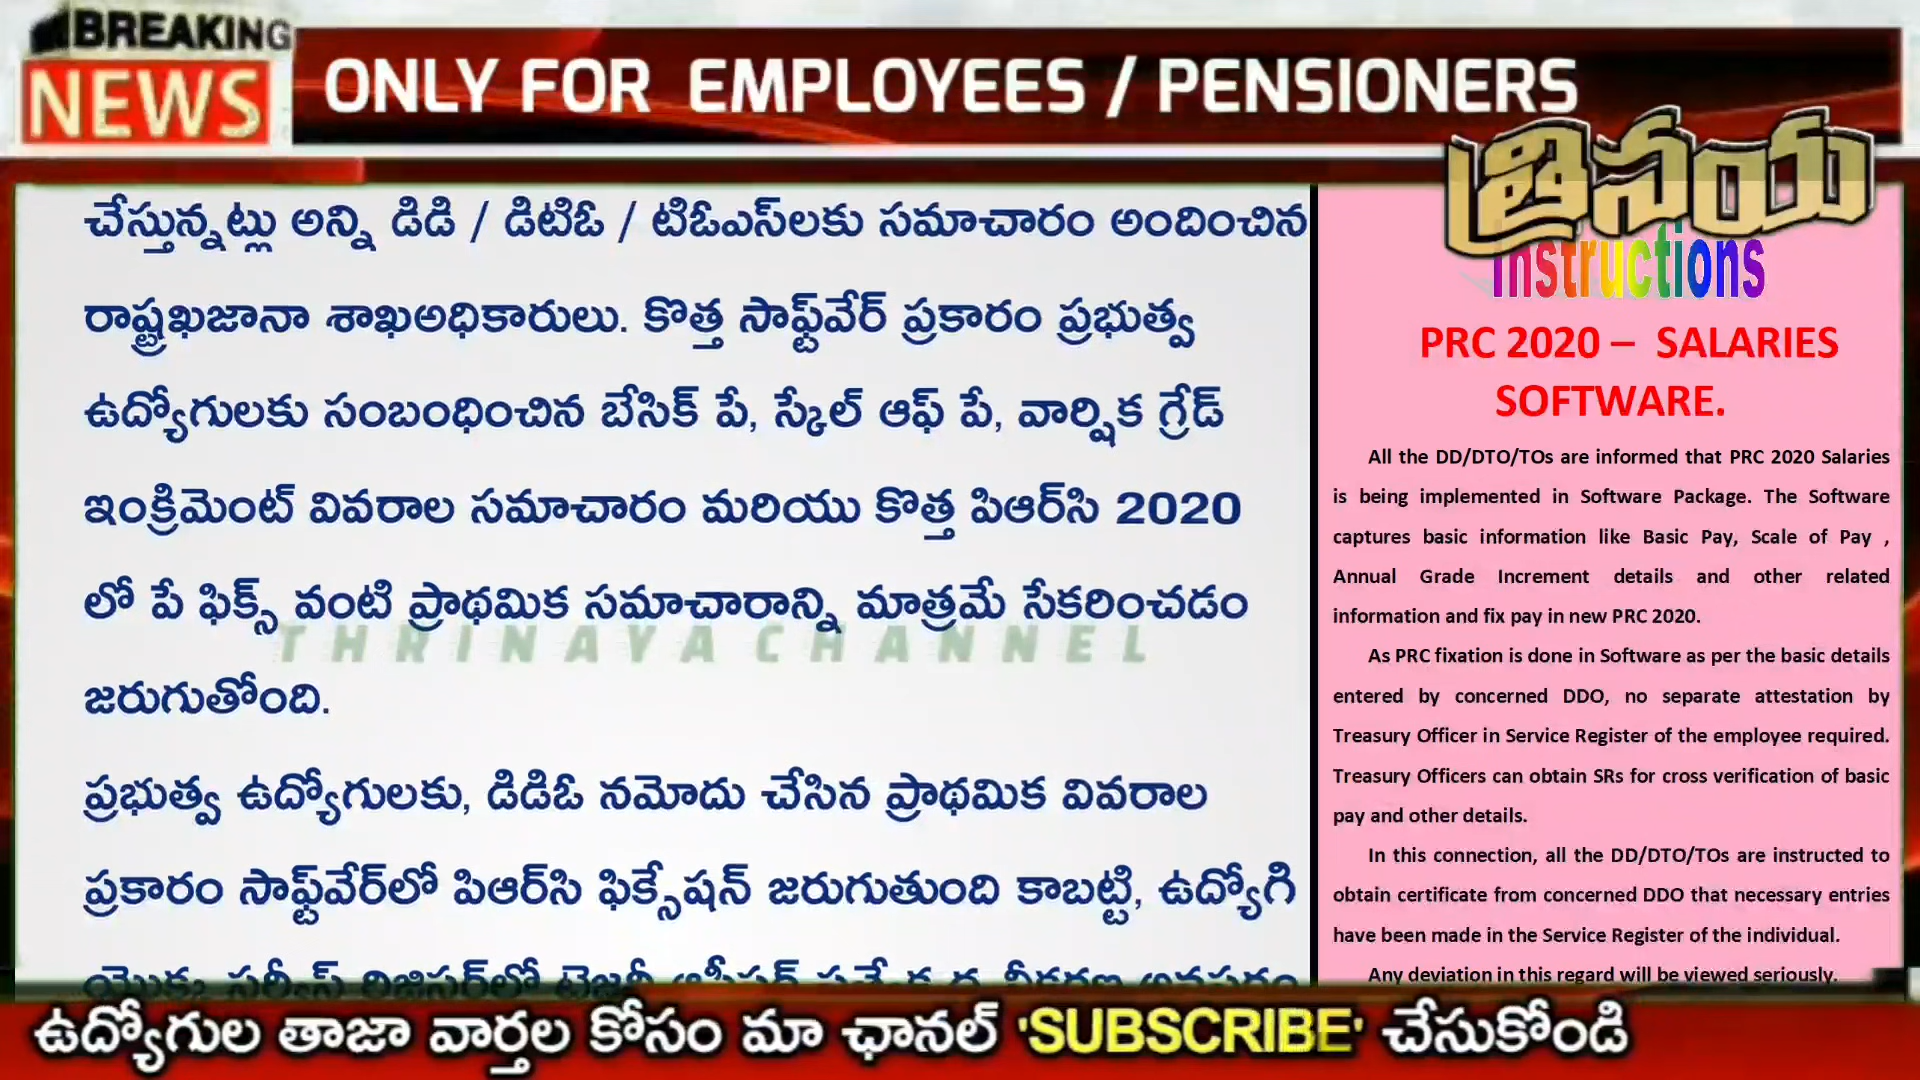 BREAKING
NEWS
ONLY FOR EMPLOYEES / PENSIONERS
త్రినయ
చేస్తున్నట్లు అన్ని డిడి / డిటిఓ / టిఓఎస్‌లకు సమాచారం అందించిన
రాష్ట్రఖజానా శాఖఅధికారులు. కొత్త సాఫ్ట్‌వేర్ ప్రకారం ప్రభుత్వ
ఉద్యోగులకు సంబంధించిన బేసిక్ పే, స్కేల్ ఆఫ్ పే, వార్షిక గ్రేడ్
ఇంక్రిమెంట్ వివరాల సమాచారం మరియు కొత్త పిఆర్‌సి 2020
లో పే ఫిక్స్ వంటి ప్రాథమిక సమాచారాన్ని మాత్రమే సేకరించడం
THRINAYA CHANNEL
జరుగుతోంది.
ప్రభుత్వ ఉద్యోగులకు, డిడిఓ నమోదు చేసిన ప్రాథమిక వివరాల
ప్రకారం సాఫ్ట్‌వేర్‌లో పిఆర్‌సి ఫిక్సేషన్ జరుగుతుంది కాబట్టి, ఉద్యోగి
Instructions
PRC 2020 – SALARIES
SOFTWARE.
All the DD/DTO/TOs are informed that PRC 2020 Salaries
is being implemented in Software Package. The Software
captures basic information like Basic Pay, Scale of Pay ,
Annual Grade Increment details and other related
information and fix pay in new PRC 2020.
As PRC fixation is done in Software as per the basic details
entered by concerned DDO, no separate attestation by
Treasury Officer in Service Register of the employee required.
Treasury Officers can obtain SRs for cross verification of basic
pay and other details.
In this connection, all the DD/DTO/TOs are instructed to
obtain certificate from concerned DDO that necessary entries
have been made in the Service Register of the individual.
Any deviation in this regard will be viewed seriously.
ఉద్యోగుల తాజా వార్తల కోసం మా ఛానల్ 'SUBSCRIBE' చేసుకోండి